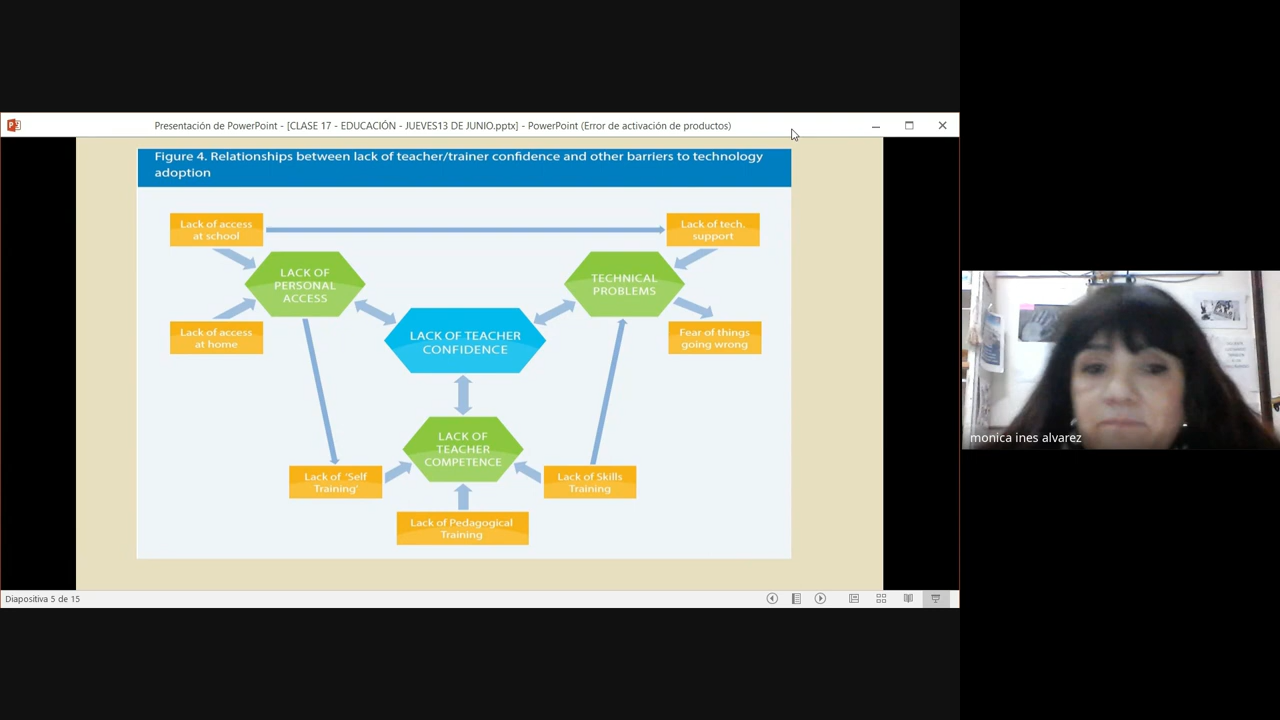 Presentación de PowerPoint - [CLASE 17 - EDUCACIÓN - JUEVES13 DE JUNIO.pptx] - PowerPoint (Error de activación de productos)
Figure 4. Relationships between lack of teacher/trainer confidence and other barriers to technology
adoption
Lack of access
at school
Lack of tech.
support
LACK OF
PERSONAL
ACCESS
TECHNICAL
PROBLEMS
Lack of access
at home
LACK OF TEACHER
CONFIDENCE
Fear of things
going wrong
LACK OF
TEACHER
COMPETENCE
Lack of 'Self
Training'
Lack of Skills
Training
Lack of Pedagogical
Training
Diapositiva 5 de 15
monica ines alvarez